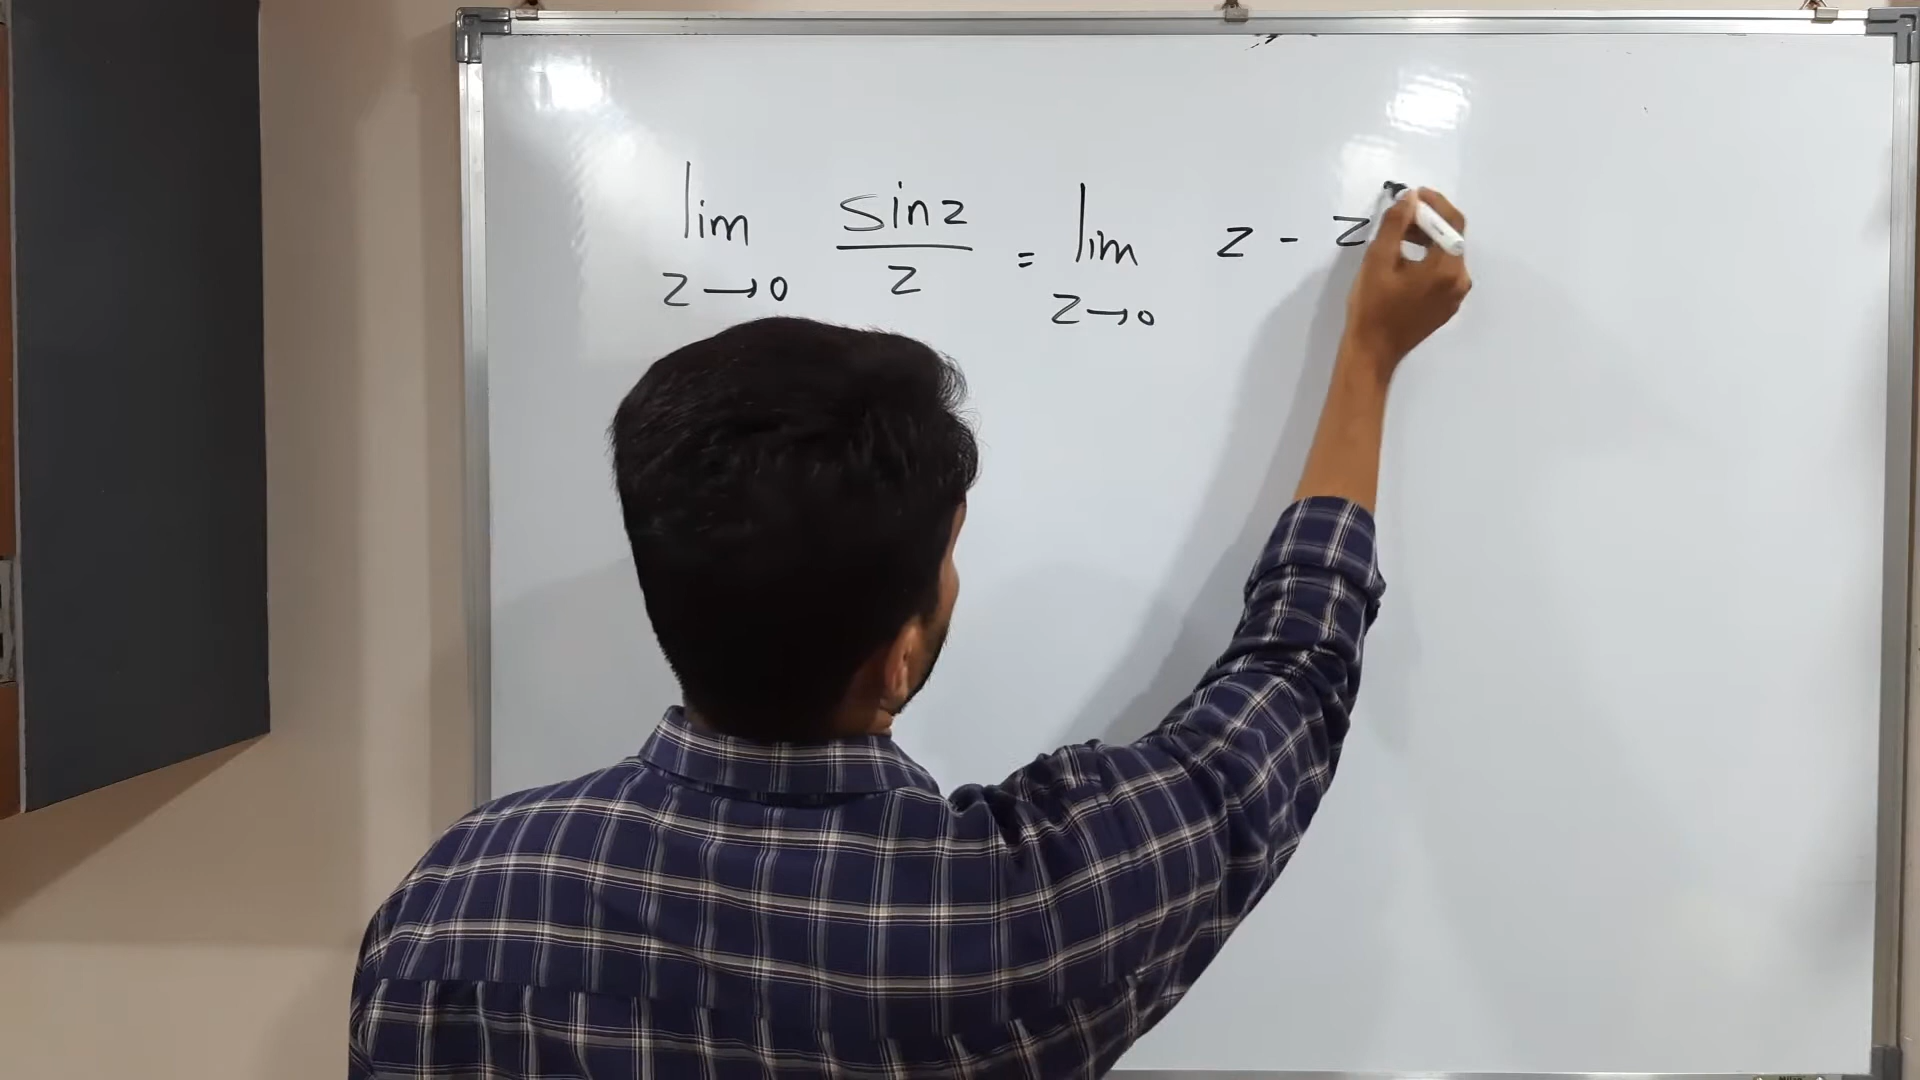 lim sinz = lim z - z
z→0 z z→0